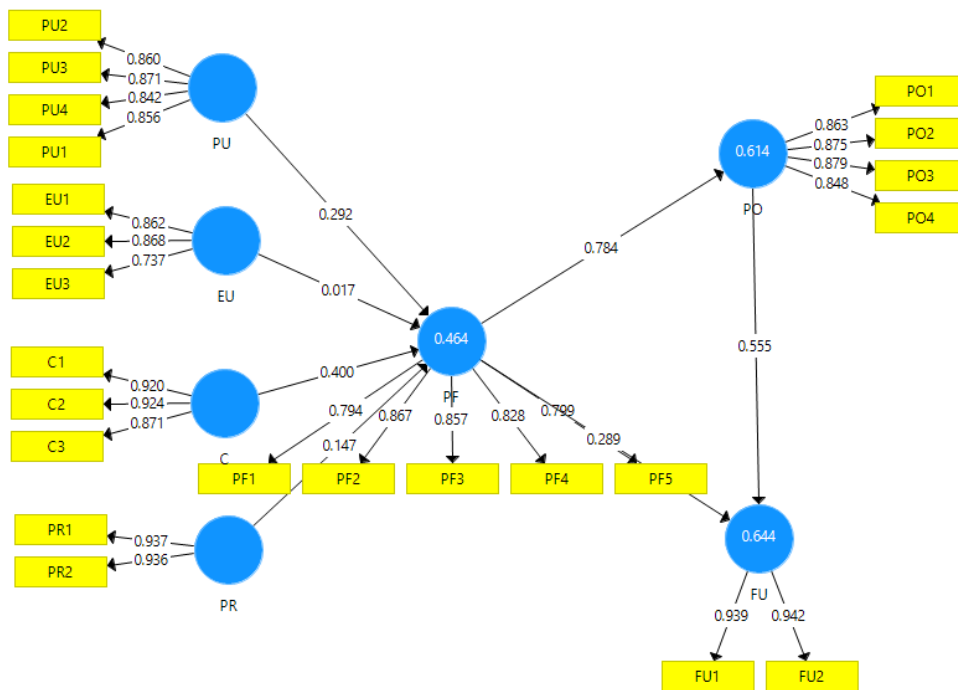 PU2
PU3
PU4
PU1
0.860
0.871
0.842
0.856
PU
EU1
EU2
EU3
0.862
0.868
0.737
EU
C1
C2
C3
0.920
0.924
0.871
C
PR1
PR2
0.937
0.936
PR
0.292
0.017
0.400
0.147
0.464
PF
0.794
0.867
0.857
0.828
0.799
PF1
PF2
PF3
PF4
PF5
0.784
0.289
0.614
PO
0.863
0.875
0.879
0.848
PO1
PO2
PO3
PO4
0.555
0.644
FU
0.939
0.942
FU1
FU2